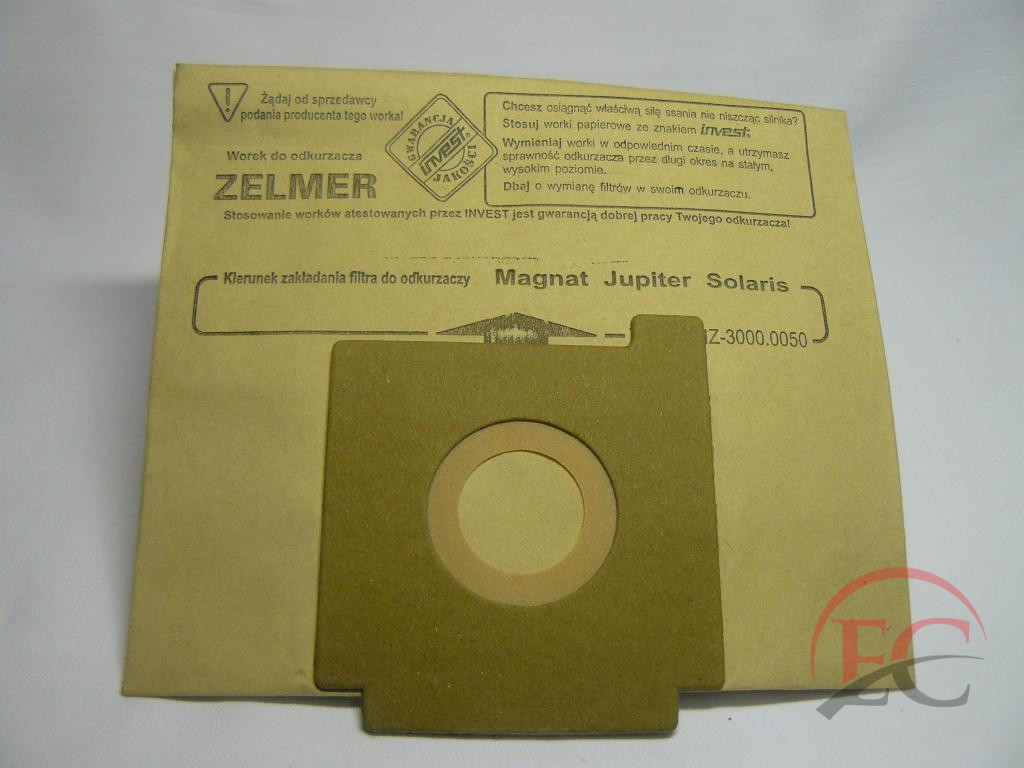 Żądaj od sprzedawcy
podania producenta tego worka!
GWARANCJA
invest®
JAKOŚCI
Worek do odkurzacza
ZELMER
Chcesz osiągnąć właściwą siłę ssania nie niszcząc silnika?
Stosuj worki papierowe ze znakiem invest®.
Wymieniaj worki w odpowiednim czasie, a utrzymasz
sprawność odkurzacza przez długi okres na stałym,
wysokim poziomie.
Dbaj o wymianę filtrów w swoim odkurzaczu.
Stosowanie worków atestowanych przez INVEST jest gwarancją dobrej pracy Twojego odkurzacza!
Kierunek zakładania filtra do odkurzaczy Magnat Jupiter Solaris
IZ-3000.0050
EC